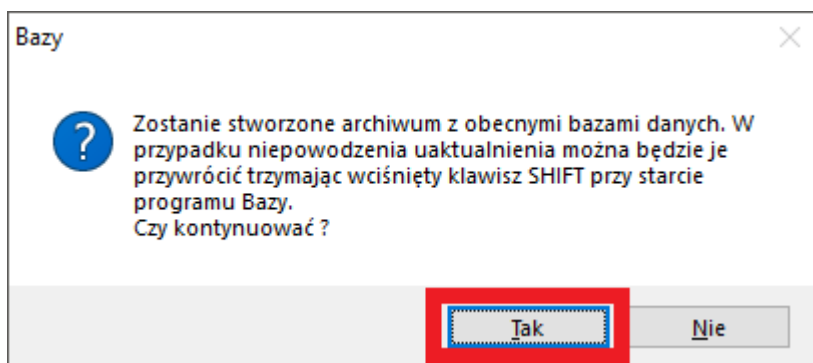 Bazy
Zostanie stworzone archiwum z obecnymi bazami danych. W
przypadku niepowodzenia uaktualnienia można będzie je
przywrócić trzymając wciśnięty klawisz SHIFT przy starcie
programu Bazy.
Czy kontynuować ?
Tak
Nie